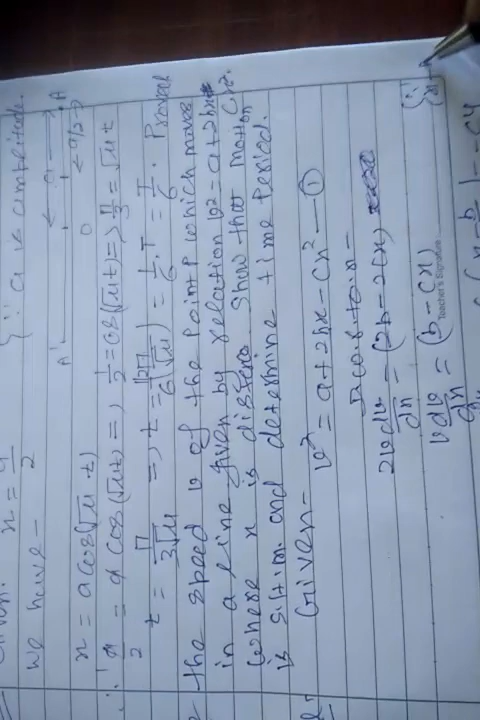 x = a/2
we have -
x = a cos(√μ t)
∴ a/2 = a cos(√μ t) => 1/2 = cos(√μ t) => π/3 = √μ t
t = π/(3√μ) => t = 1/6 (2π/√μ) = 1/6 · T = T/6 . Proved
{∵ a is amplitude.
A' O A
← a →
← a/2 →
the speed v of the point P which moves
in a line given by relation v² = a + 2bx
where x is distance show that motion
is S.H.M. and determine time period.
Given - v² = a + 2bx - cx² — ①
2v dv/dx = (2b - 2cx)
v dv/dx = (b - cx)
Teacher's Signature